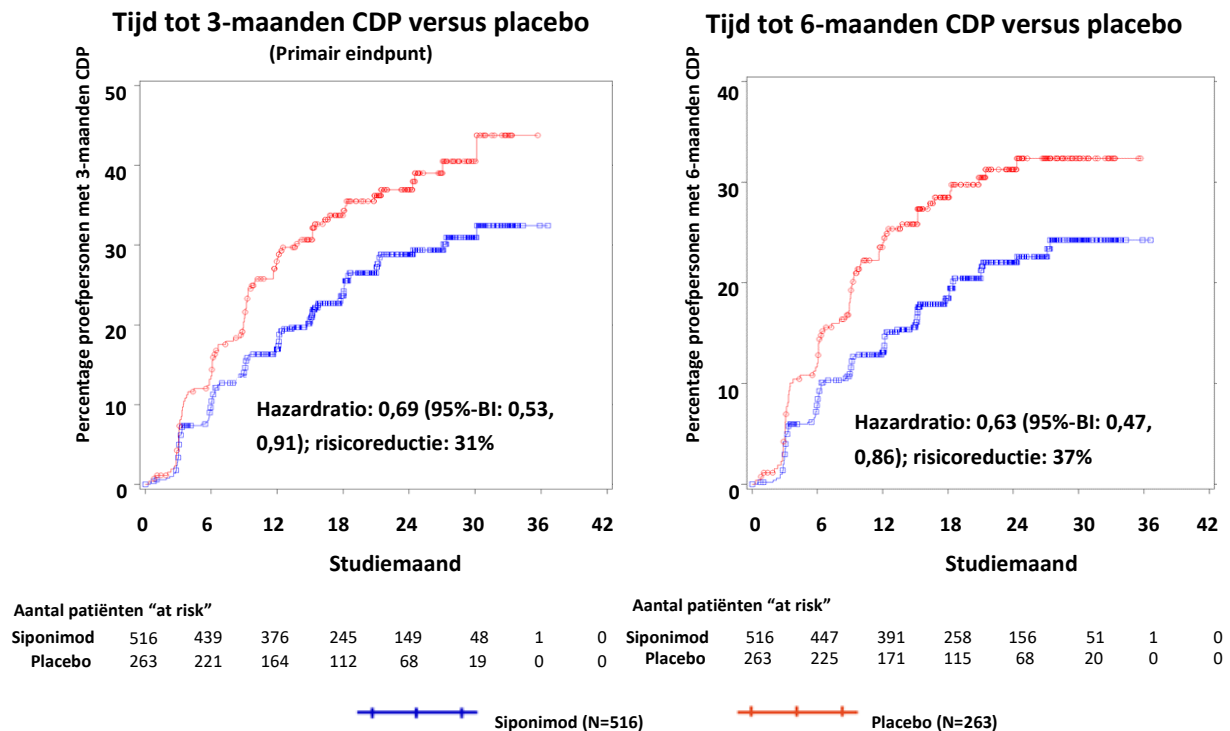 Tijd tot 3-maanden CDP versus placebo
(Primair eindpunt)
Percentage proefpersonen met 3-maanden CDP
50
40
30
20
10
0
Hazardratio: 0,69 (95%-BI: 0,53,
0,91); risicoreductie: 31%
0 6 12 18 24 30 36 42
Studiemaand
Aantal patiënten “at risk”
Siponimod 516 439 376 245 149 48 1 0
Placebo 263 221 164 112 68 19 0 0
Tijd tot 6-maanden CDP versus placebo
Percentage proefpersonen met 6-maanden CDP
40
30
20
10
0
Hazardratio: 0,63 (95%-BI: 0,47,
0,86); risicoreductie: 37%
0 6 12 18 24 30 36 42
Studiemaand
Aantal patiënten “at risk”
Siponimod 516 447 391 258 156 51 1 0
Placebo 263 225 171 115 68 20 0 0
Siponimod (N=516)
Placebo (N=263)